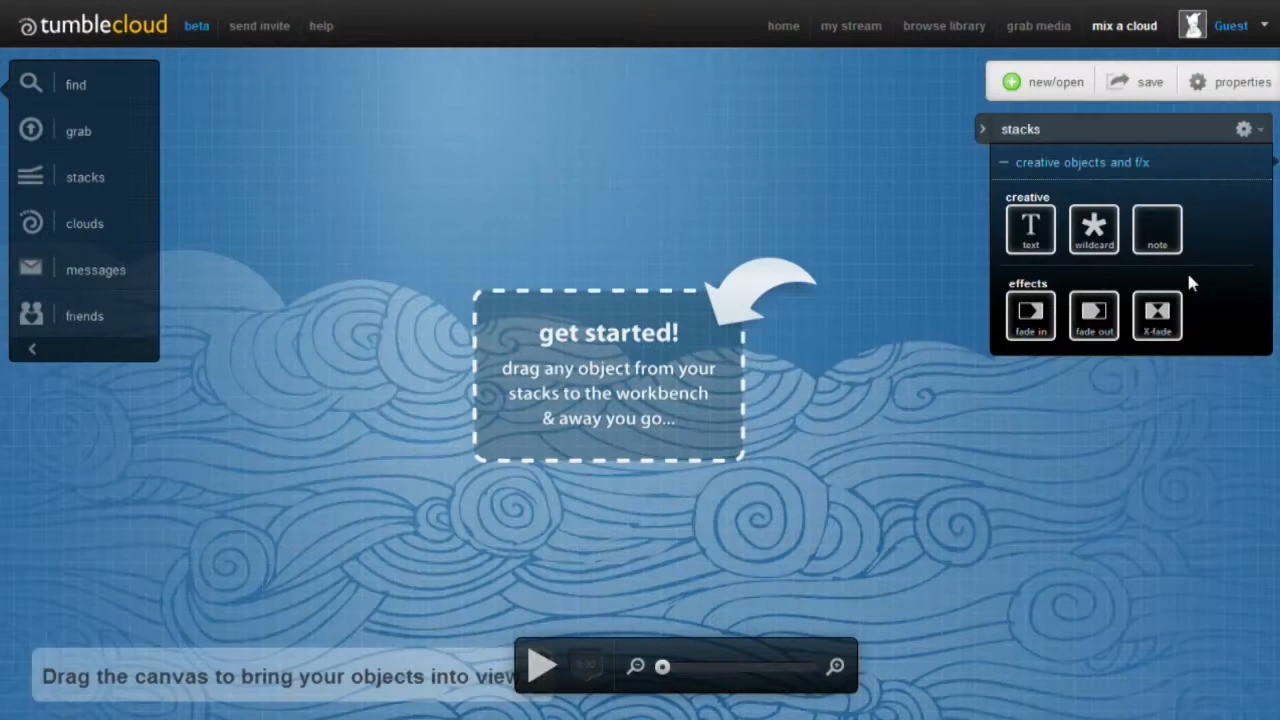 tumblecloud beta send invite help home my stream browse library grab media mix a cloud Guest
find
grab
stacks
clouds
messages
friends
new/open save properties
stacks
creative objects and f/x
creative
text wildcard note
effects
fade in fade out X-fade
get started!
drag any object from your
stacks to the workbench
& away you go...
Drag the canvas to bring your objects into view